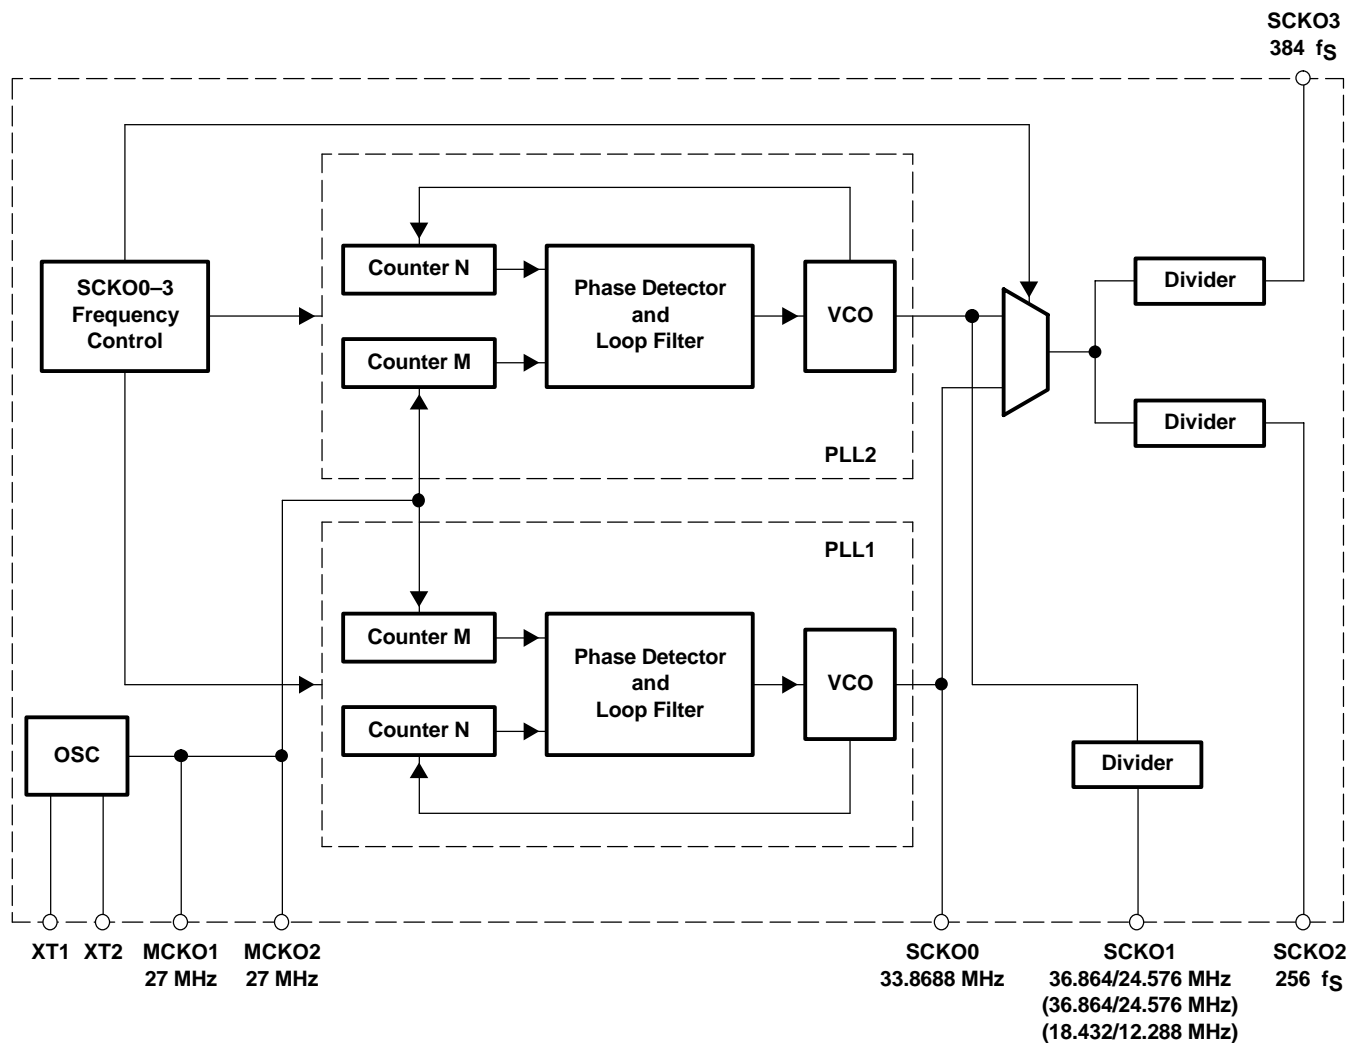 SCKO3
384 fS
SCKO0–3
Frequency
Control
Counter N
Counter M
Phase Detector
and
Loop Filter
VCO
PLL2
Divider
Divider
PLL1
Counter M
Counter N
Phase Detector
and
Loop Filter
VCO
OSC
Divider
XT1
XT2
MCKO1
27 MHz
MCKO2
27 MHz
SCKO0
33.8688 MHz
SCKO1
36.864/24.576 MHz
(36.864/24.576 MHz)
(18.432/12.288 MHz)
SCKO2
256 fS